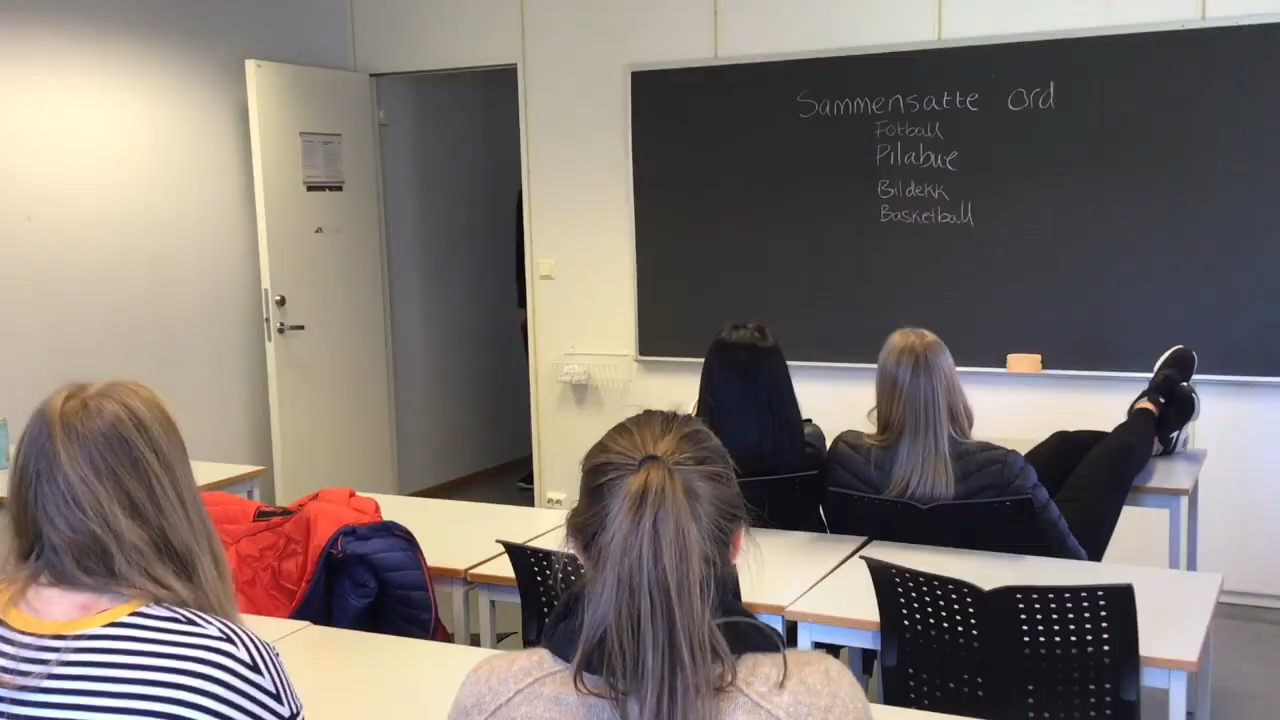 Sammensatte ord
Fotball
Pilabue
Bildekk
Basketball